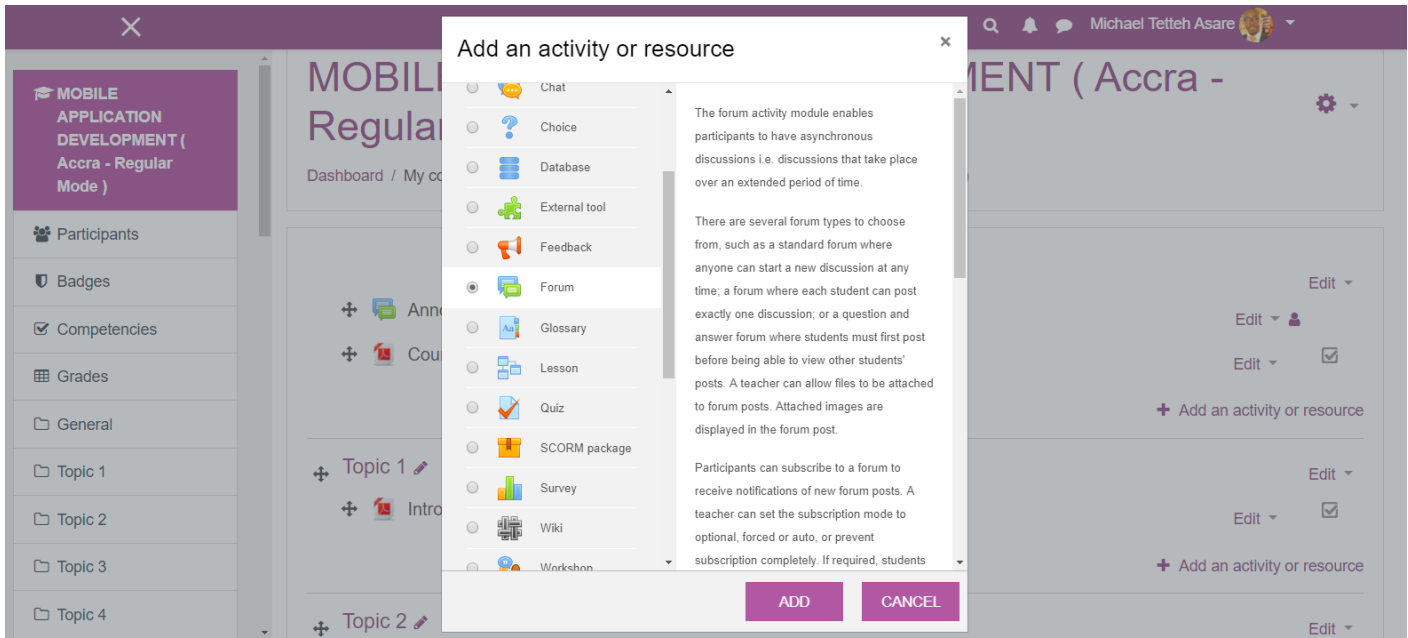 Michael Tetteh Asare
MOBILE
APPLICATION
DEVELOPMENT (
Accra - Regular
Mode )
Participants
Badges
Competencies
Grades
General
Topic 1
Topic 2
Topic 3
Topic 4
MENT ( Accra -
Regular
Dashboard / My co
Edit
Anno
Edit
Cour
Edit
+ Add an activity or resource
Topic 1
Edit
Intro
Edit
+ Add an activity or resource
Topic 2
Edit
Add an activity or resource
×
Chat
Choice
Database
External tool
Feedback
Forum
Glossary
Aa
Lesson
Quiz
SCORM package
Survey
Wiki
Workshop
The forum activity module enables
participants to have asynchronous
discussions i.e. discussions that take place
over an extended period of time.
There are several forum types to choose
from, such as a standard forum where
anyone can start a new discussion at any
time; a forum where each student can post
exactly one discussion; or a question and
answer forum where students must first post
before being able to view other students'
posts. A teacher can allow files to be attached
to forum posts. Attached images are
displayed in the forum post.
Participants can subscribe to a forum to
receive notifications of new forum posts. A
teacher can set the subscription mode to
optional, forced or auto, or prevent
subscription completely. If required, students
ADD
CANCEL